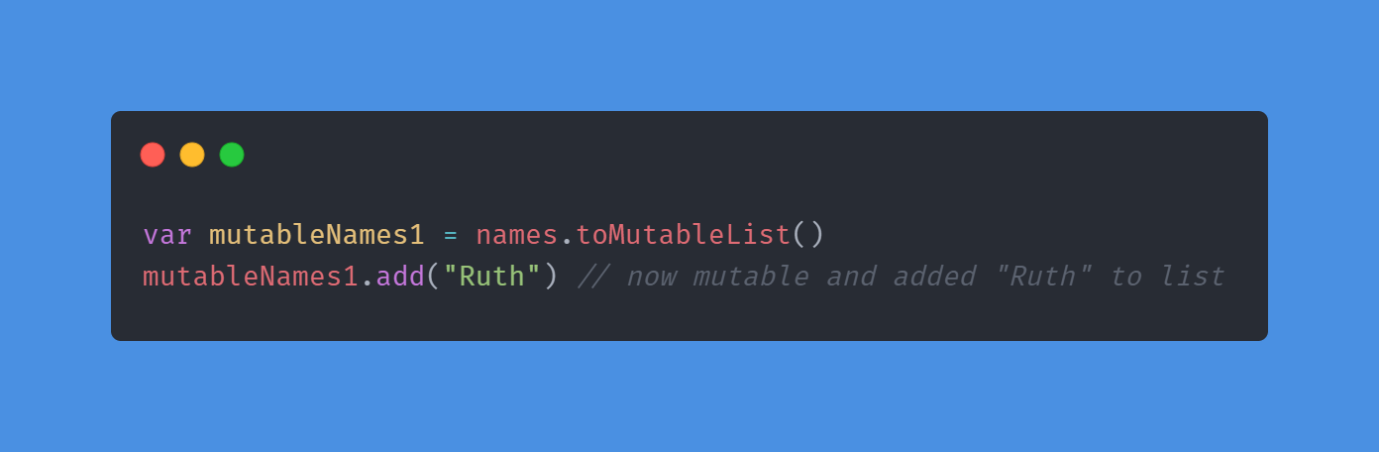 var mutableNames1 = names.toMutableList()
mutableNames1.add("Ruth") // now mutable and added "Ruth" to list